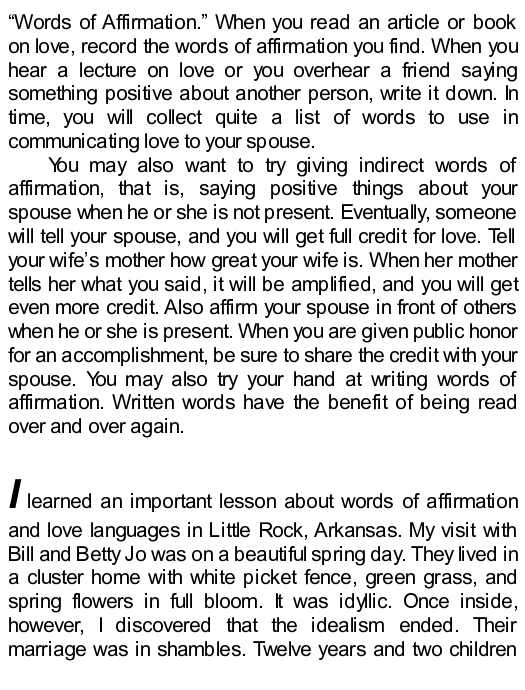 “Words of Affirmation.” When you read an article or book
on love, record the words of affirmation you find. When you
hear a lecture on love or you overhear a friend saying
something positive about another person, write it down. In
time, you will collect quite a list of words to use in
communicating love to your spouse.
You may also want to try giving indirect words of
affirmation, that is, saying positive things about your
spouse when he or she is not present. Eventually, someone
will tell your spouse, and you will get full credit for love. Tell
your wife’s mother how great your wife is. When her mother
tells her what you said, it will be amplified, and you will get
even more credit. Also affirm your spouse in front of others
when he or she is present. When you are given public honor
for an accomplishment, be sure to share the credit with your
spouse. You may also try your hand at writing words of
affirmation. Written words have the benefit of being read
over and over again.
I learned an important lesson about words of affirmation
and love languages in Little Rock, Arkansas. My visit with
Bill and Betty Jo was on a beautiful spring day. They lived in
a cluster home with white picket fence, green grass, and
spring flowers in full bloom. It was idyllic. Once inside,
however, I discovered that the idealism ended. Their
marriage was in shambles. Twelve years and two children